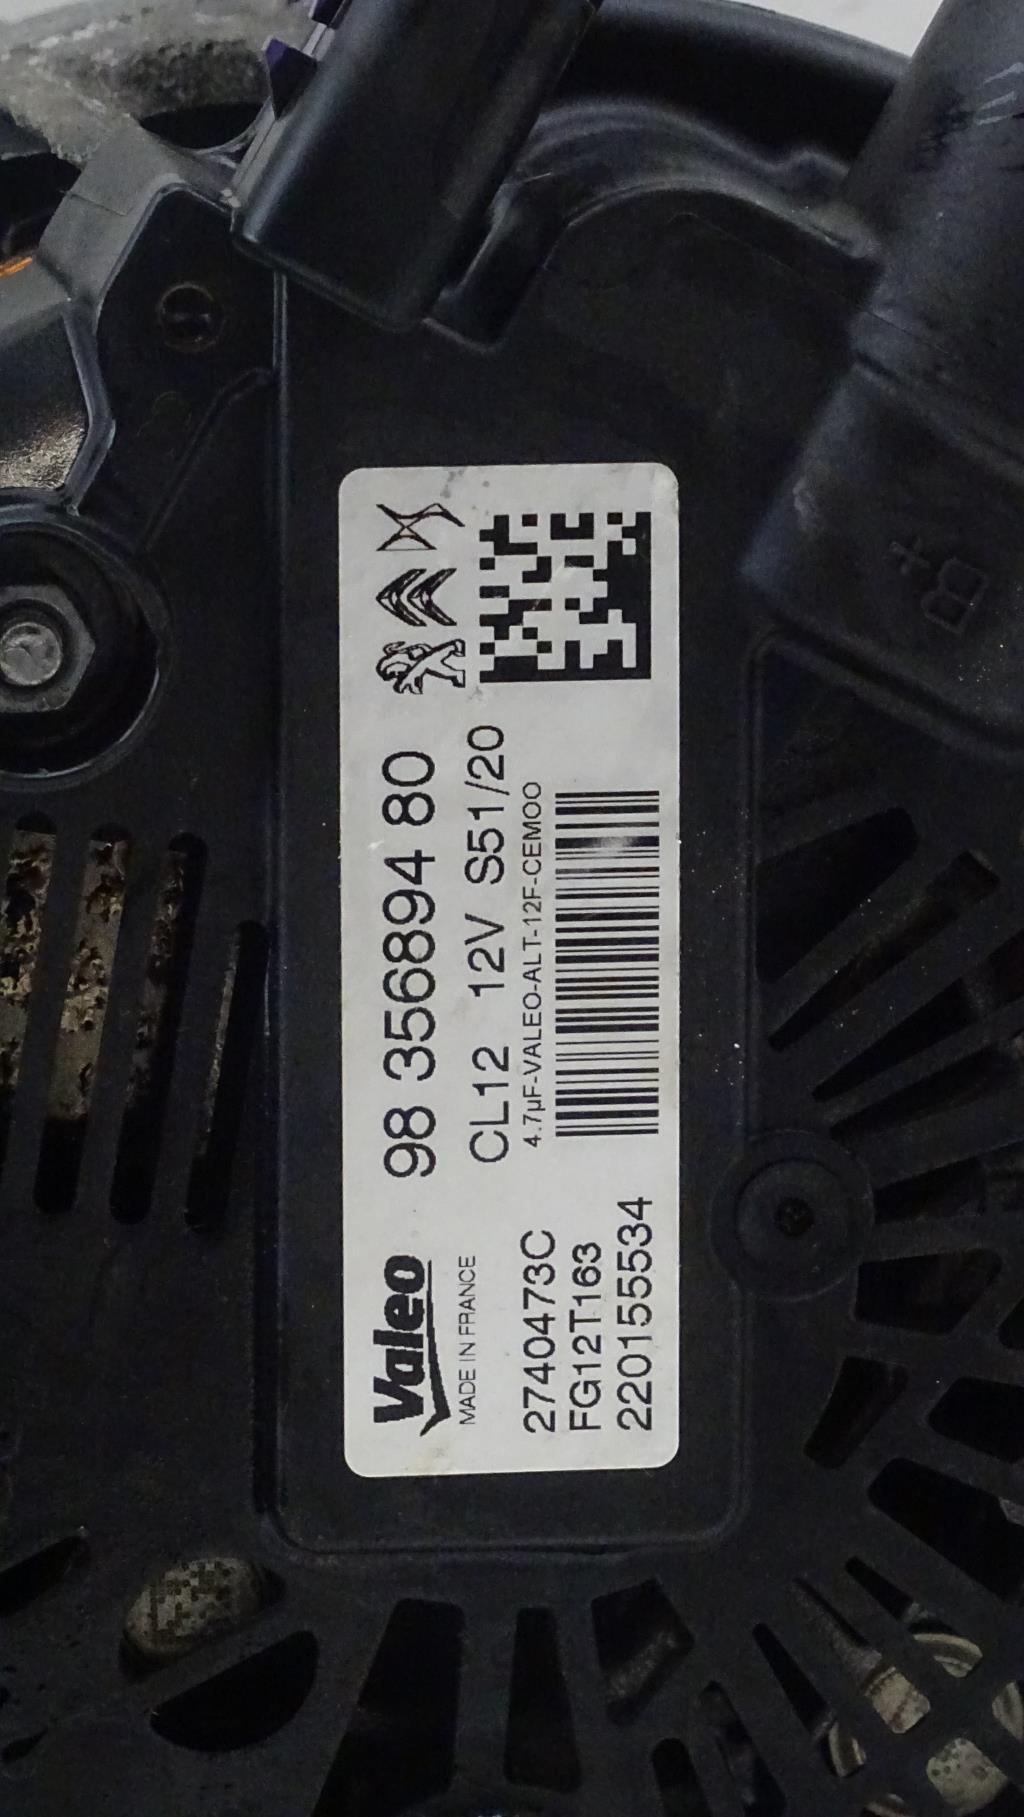 98 356894 80
CL12 12V S51/20
4.7µF-VALEO-ALT-12F-CEMOO
Valeo
MADE IN FRANCE
2740473C
FG12T163
220155534
B+